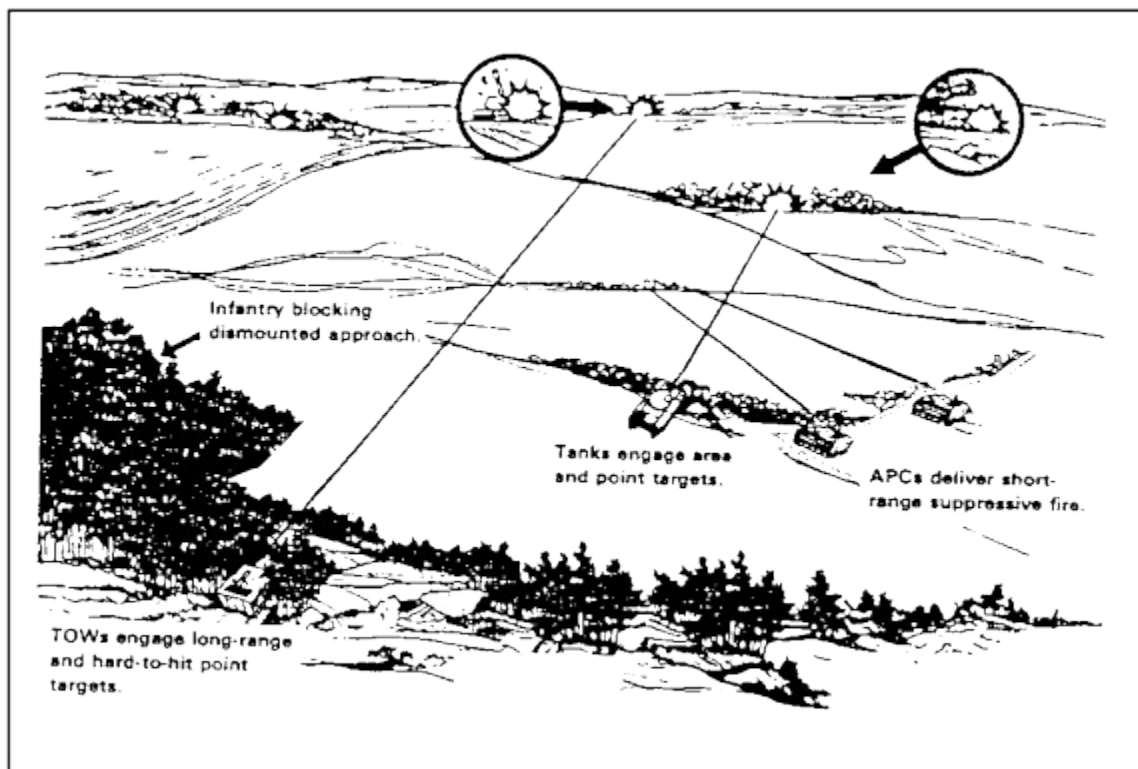 Infantry blocking
dismounted approach.
Tanks engage area
and point targets.
APCs deliver short-
range suppressive fire.
TOWs engage long-range
and hard-to-hit point
targets.